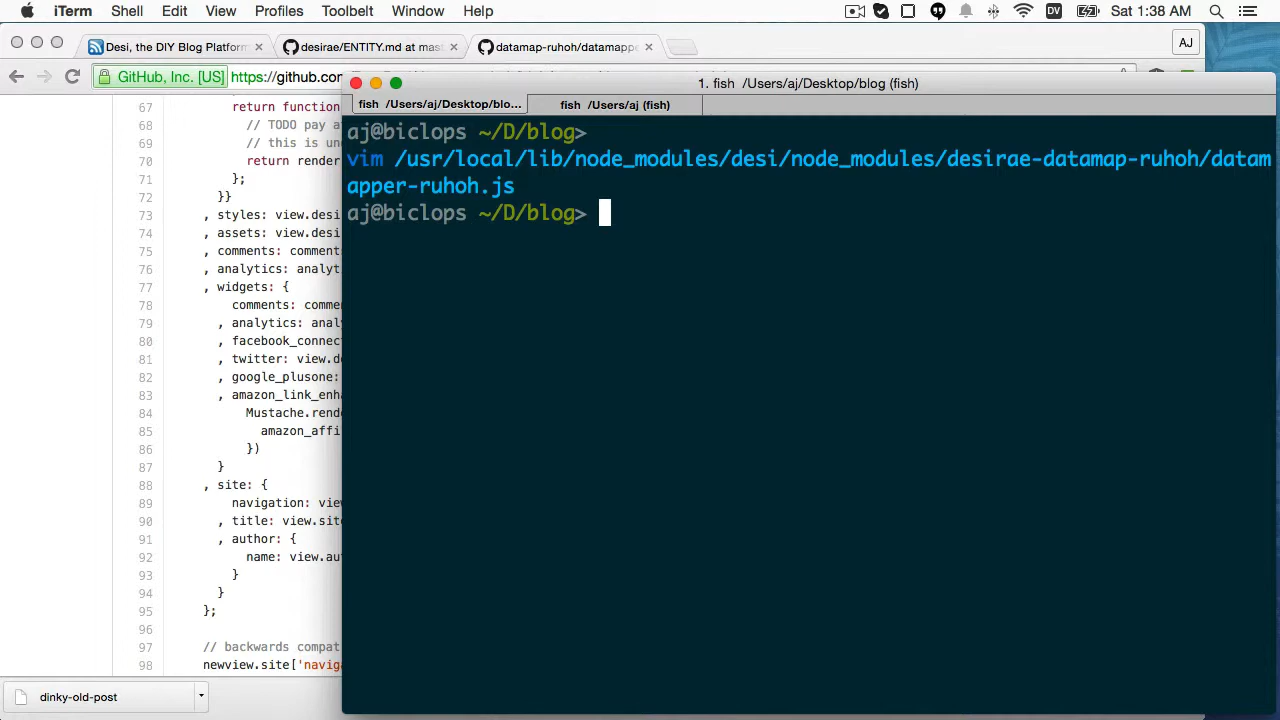 iTerm Shell Edit View Profiles Toolbelt Window Help DV Sat 1:38 AM
Desi, the DIY Blog Platform
desirae/ENTITY.md at mast
datamap-ruhoh/datamappe
AJ
GitHub, Inc. [US] https://github.com
1. fish /Users/aj/Desktop/blog (fish)
fish /Users/aj/Desktop/blo... fish /Users/aj (fish)
67 return function
68 // TODO pay a
69 // this is un
70 return render
71 };
72 }}
73 , styles: view.desi
74 , assets: view.desi
75 , comments: comment
76 , analytics: analyt
77 , widgets: {
78 comments: comme
79 , analytics: anal
80 , facebook_connec
81 , twitter: view.de
82 , google_plusone:
83 , amazon_link_enh
84 Mustache.rende
85 amazon_affi
86 })
87 }
88 , site: {
89 navigation: vie
90 , title: view.sit
91 , author: {
92 name: view.au
93 }
94 }
95 };
96
97 // backwards compat
98 newview.site['naviga
aj@biclops ~/D/blog>
vim /usr/local/lib/node_modules/desi/node_modules/desirae-datamap-ruhoh/datam
apper-ruhoh.js
aj@biclops ~/D/blog>
dinky-old-post